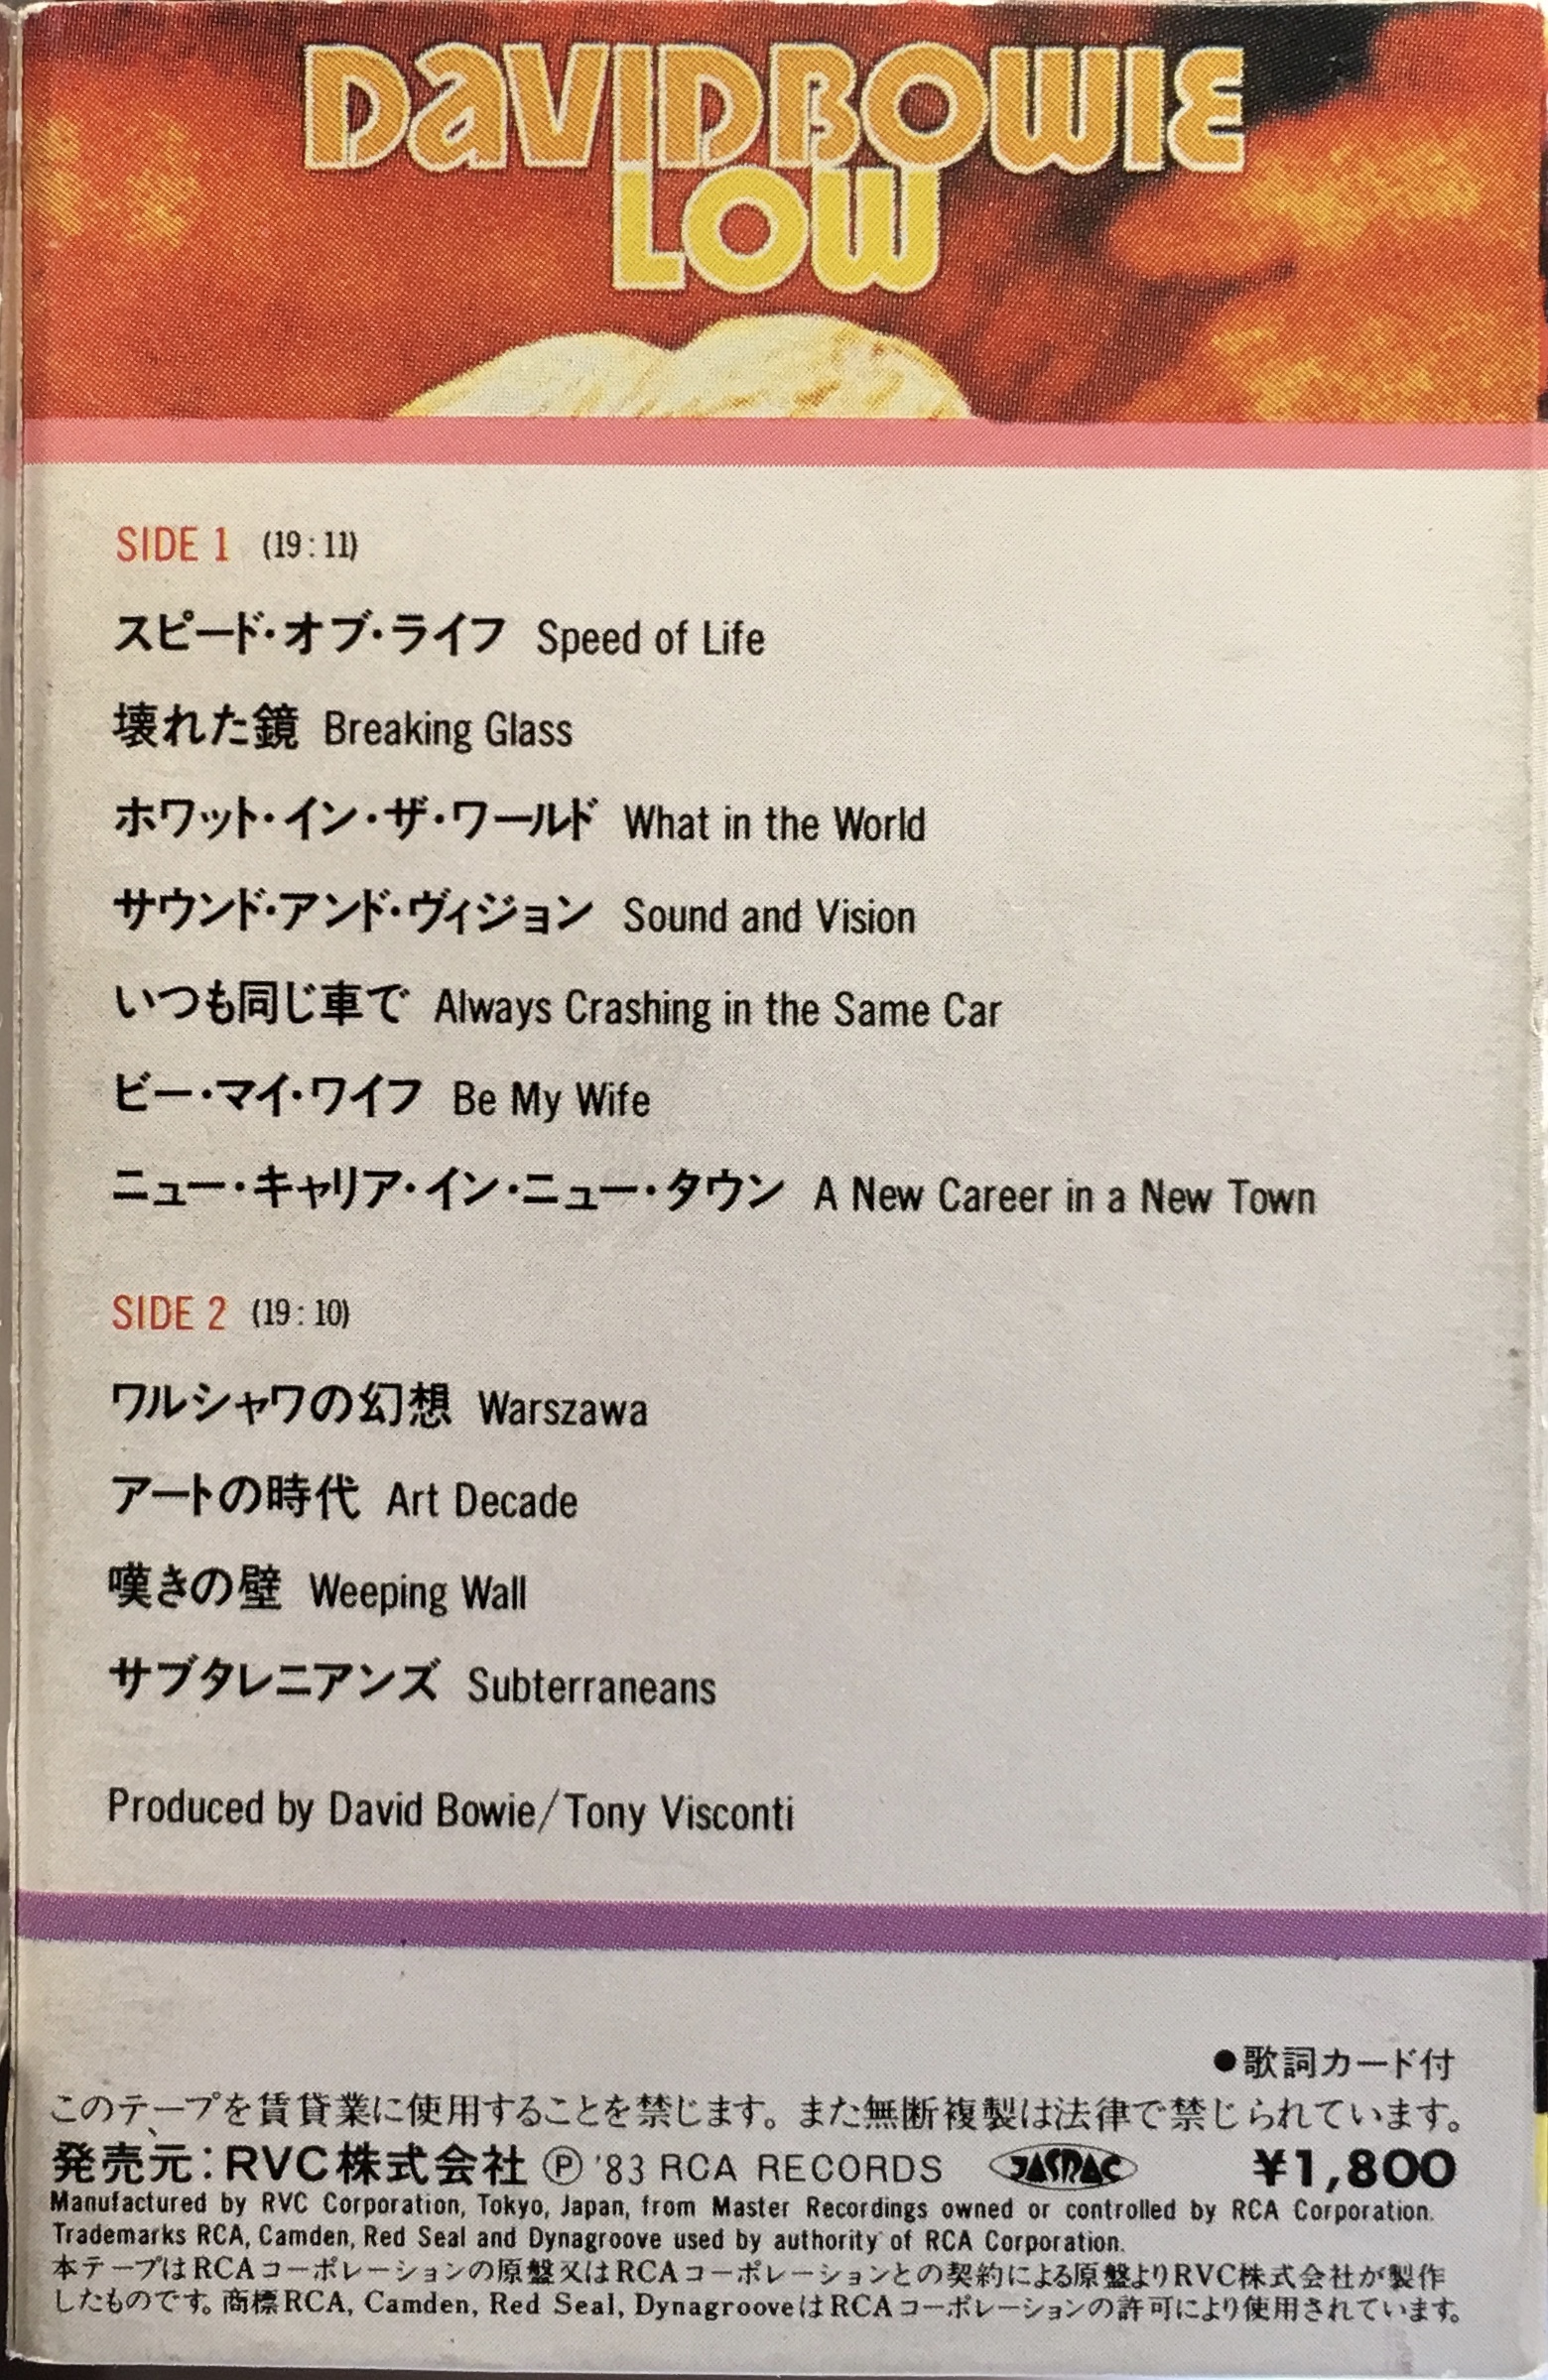 DAVID BOWIE
LOW
SIDE 1 (19:11)
スピード・オブ・ライフ Speed of Life
壊れた鏡 Breaking Glass
ホワット・イン・ザ・ワールド What in the World
サウンド・アンド・ヴィジョン Sound and Vision
いつも同じ車で Always Crashing in the Same Car
ビー・マイ・ワイフ Be My Wife
ニュー・キャリア・イン・ニュー・タウン A New Career in a New Town
SIDE 2 (19:10)
ワルシャワの幻想 Warszawa
アートの時代 Art Decade
嘆きの壁 Weeping Wall
サブタレニアンズ Subterraneans
Produced by David Bowie/Tony Visconti
●歌詞カード付
このテープを賃貸業に使用することを禁じます。また無断複製は法律で禁じられています。
発売元:RVC株式会社 Ⓟ '83 RCA RECORDS JASRAC ¥1,800
Manufactured by RVC Corporation, Tokyo, Japan, from Master Recordings owned or controlled by RCA Corporation.
Trademarks RCA, Camden, Red Seal and Dynagroove used by authority of RCA Corporation.
本テープはRCAコーポレーションの原盤又はRCAコーポレーションとの契約による原盤よりRVC株式会社が製作
したものです。商標RCA, Camden, Red Seal, DynagrooveはRCAコーポレーションの許可により使用されています。